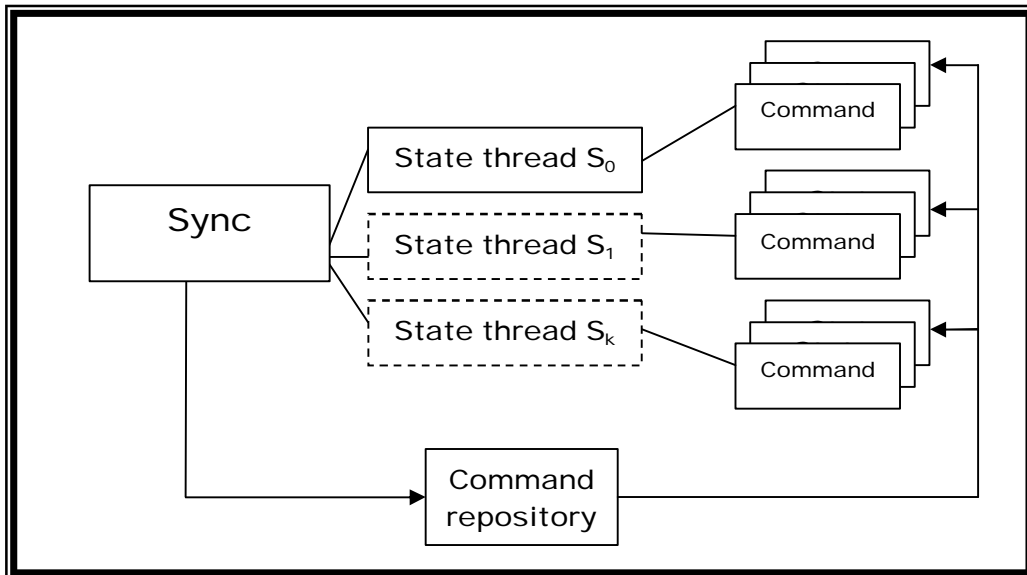 Command
State thread S₀
Sync
State thread S₁
Command
State thread Sₖ
Command
Command
repository